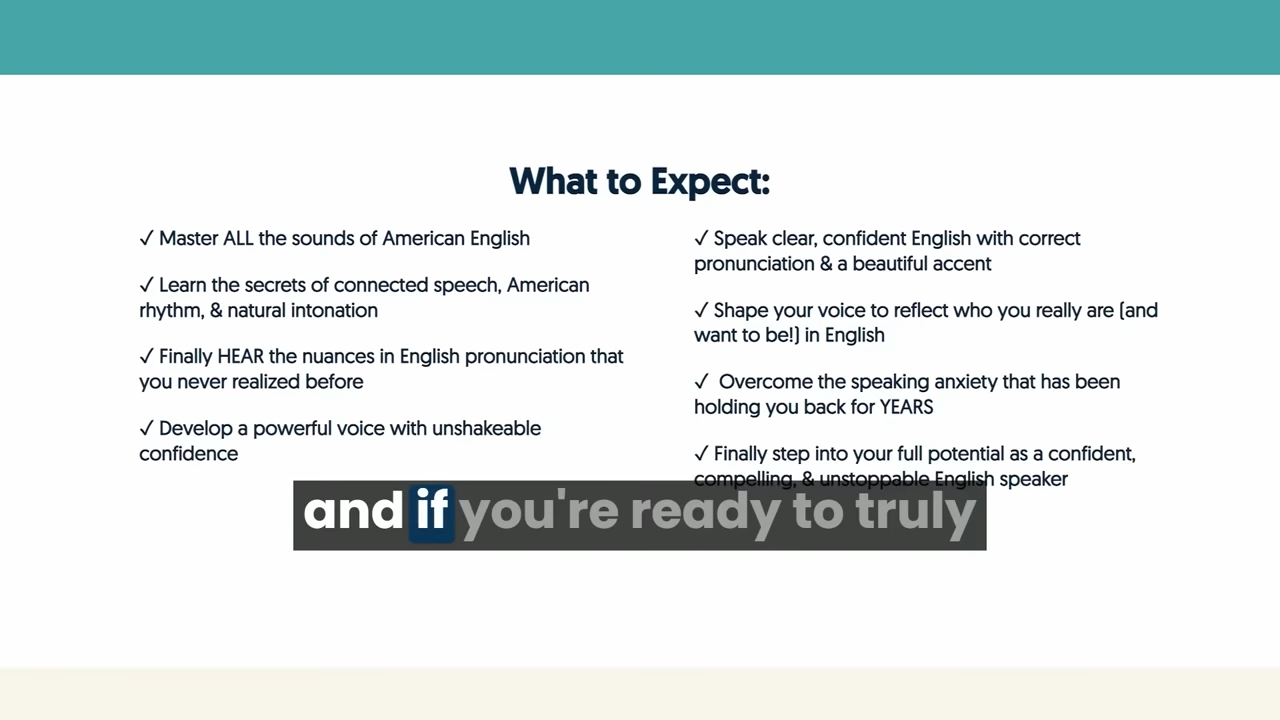 What to Expect:
✓ Master ALL the sounds of American English
✓ Learn the secrets of connected speech, American
rhythm, & natural intonation
✓ Finally HEAR the nuances in English pronunciation that
you never realized before
✓ Develop a powerful voice with unshakeable
confidence
✓ Speak clear, confident English with correct
pronunciation & a beautiful accent
✓ Shape your voice to reflect who you really are (and
want to be!) in English
✓ Overcome the speaking anxiety that has been
holding you back for YEARS
✓ Finally step into your full potential as a confident,
compelling, & unstoppable English speaker
and if you're ready to truly